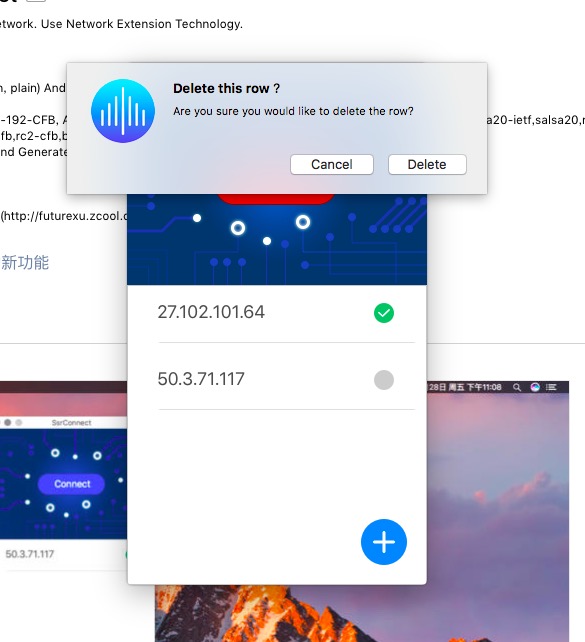 etwork. Use Network Extension Technology.
Delete this row ?
Are you sure you would like to delete the row?
Cancel
Delete
, plain) And
-192-CFB, A
a20-ietf,salsa20,r
fb,rc2-cfb,b
nd Generate
(http://futurexu.zcool.c
新功能
27.102.101.64
50.3.71.117
28日 周五 下午11:08
SsrConnect
Connect
50.3.71.117